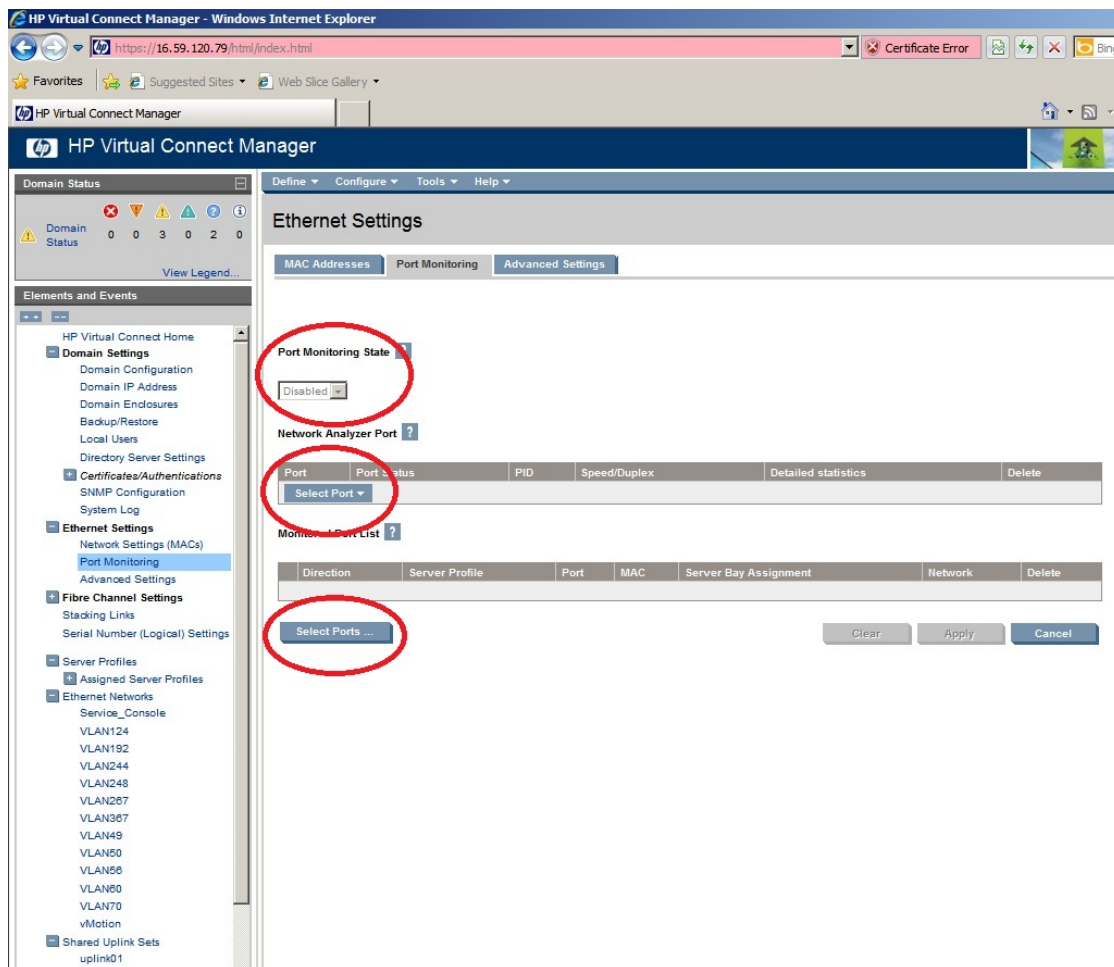 HP Virtual Connect Manager - Windows Internet Explorer
https://16.59.120.79/html/index.html
Certificate Error
Bing
Favorites
Suggested Sites
Web Slice Gallery
HP Virtual Connect Manager
hp HP Virtual Connect Manager
Domain Status
Domain Status
0 0 3 0 2 0
View Legend...
Elements and Events
HP Virtual Connect Home
Domain Settings
Domain Configuration
Domain IP Address
Domain Enclosures
Backup/Restore
Local Users
Directory Server Settings
Certificates/Authentications
SNMP Configuration
System Log
Ethernet Settings
Network Settings (MACs)
Port Monitoring
Advanced Settings
Fibre Channel Settings
Stacking Links
Serial Number (Logical) Settings
Server Profiles
Assigned Server Profiles
Ethernet Networks
Service_Console
VLAN124
VLAN192
VLAN244
VLAN248
VLAN267
VLAN367
VLAN49
VLAN50
VLAN56
VLAN60
VLAN70
vMotion
Shared Uplink Sets
uplink01
Define Configure Tools Help
Ethernet Settings
MAC Addresses Port Monitoring Advanced Settings
Port Monitoring State ?
Disabled
Network Analyzer Port ?
Port Port Status PID Speed/Duplex Detailed statistics Delete
Select Port
Monitored Port List ?
Direction Server Profile Port MAC Server Bay Assignment Network Delete
Select Ports ...
Clear Apply Cancel